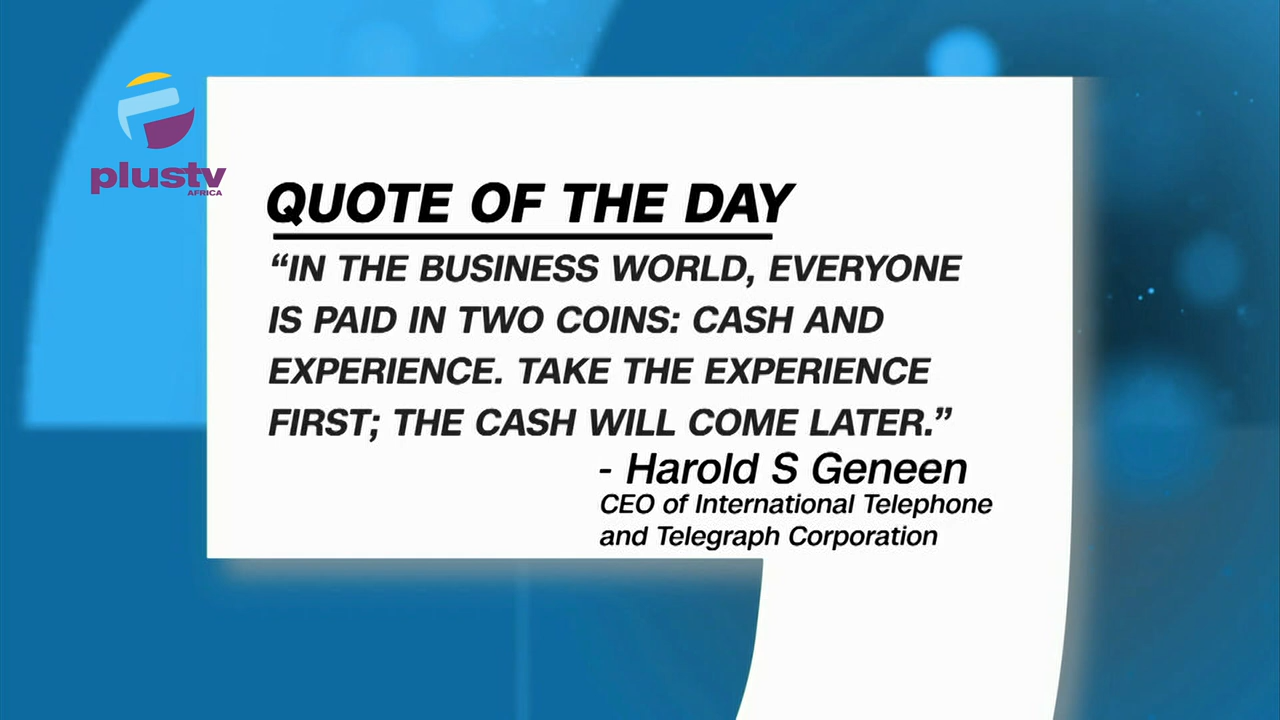 plustv
AFRICA
QUOTE OF THE DAY
“IN THE BUSINESS WORLD, EVERYONE
IS PAID IN TWO COINS: CASH AND
EXPERIENCE. TAKE THE EXPERIENCE
FIRST; THE CASH WILL COME LATER.”
- Harold S Geneen
CEO of International Telephone
and Telegraph Corporation